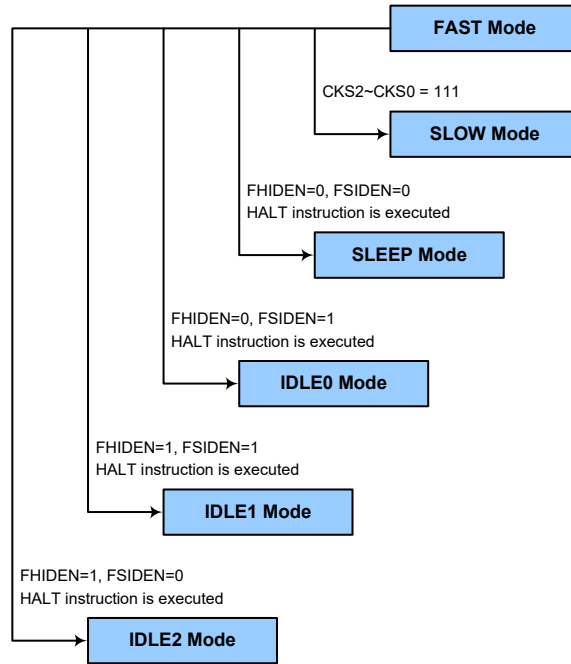 FAST Mode
CKS2~CKS0 = 111
SLOW Mode
FHIDEN=0, FSIDEN=0
HALT instruction is executed
SLEEP Mode
FHIDEN=0, FSIDEN=1
HALT instruction is executed
IDLE0 Mode
FHIDEN=1, FSIDEN=1
HALT instruction is executed
IDLE1 Mode
FHIDEN=1, FSIDEN=0
HALT instruction is executed
IDLE2 Mode